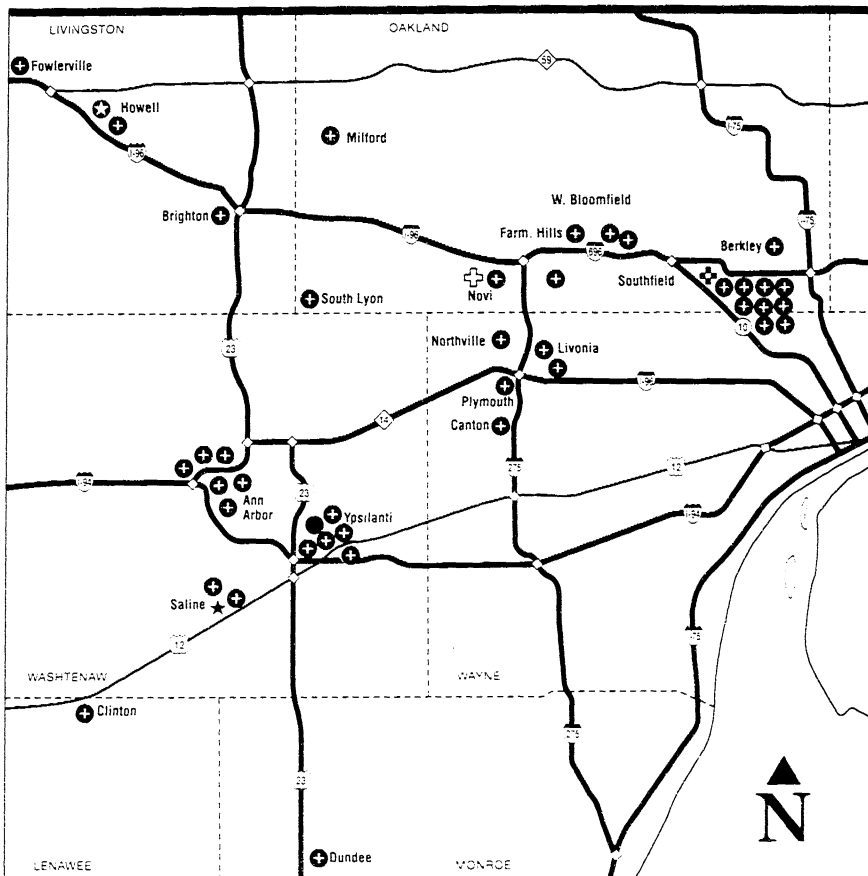 LIVINGSTON
OAKLAND
Fowlerville
59
Howell
I-75
Milford
I-96
W. Bloomfield
Brighton
I-75
I-96
Farm. Hills
696
Berkley
Novi
Southfield
South Lyon
10
Northville
Livonia
23
I-96
Plymouth
14
Canton
275
12
I-94
23
Ann
Arbor
Ypsilanti
I-94
Saline
12
I-75
WASHTENAW
WAYNE
Clinton
275
23
N
Dundee
LENAWEE
MONROE